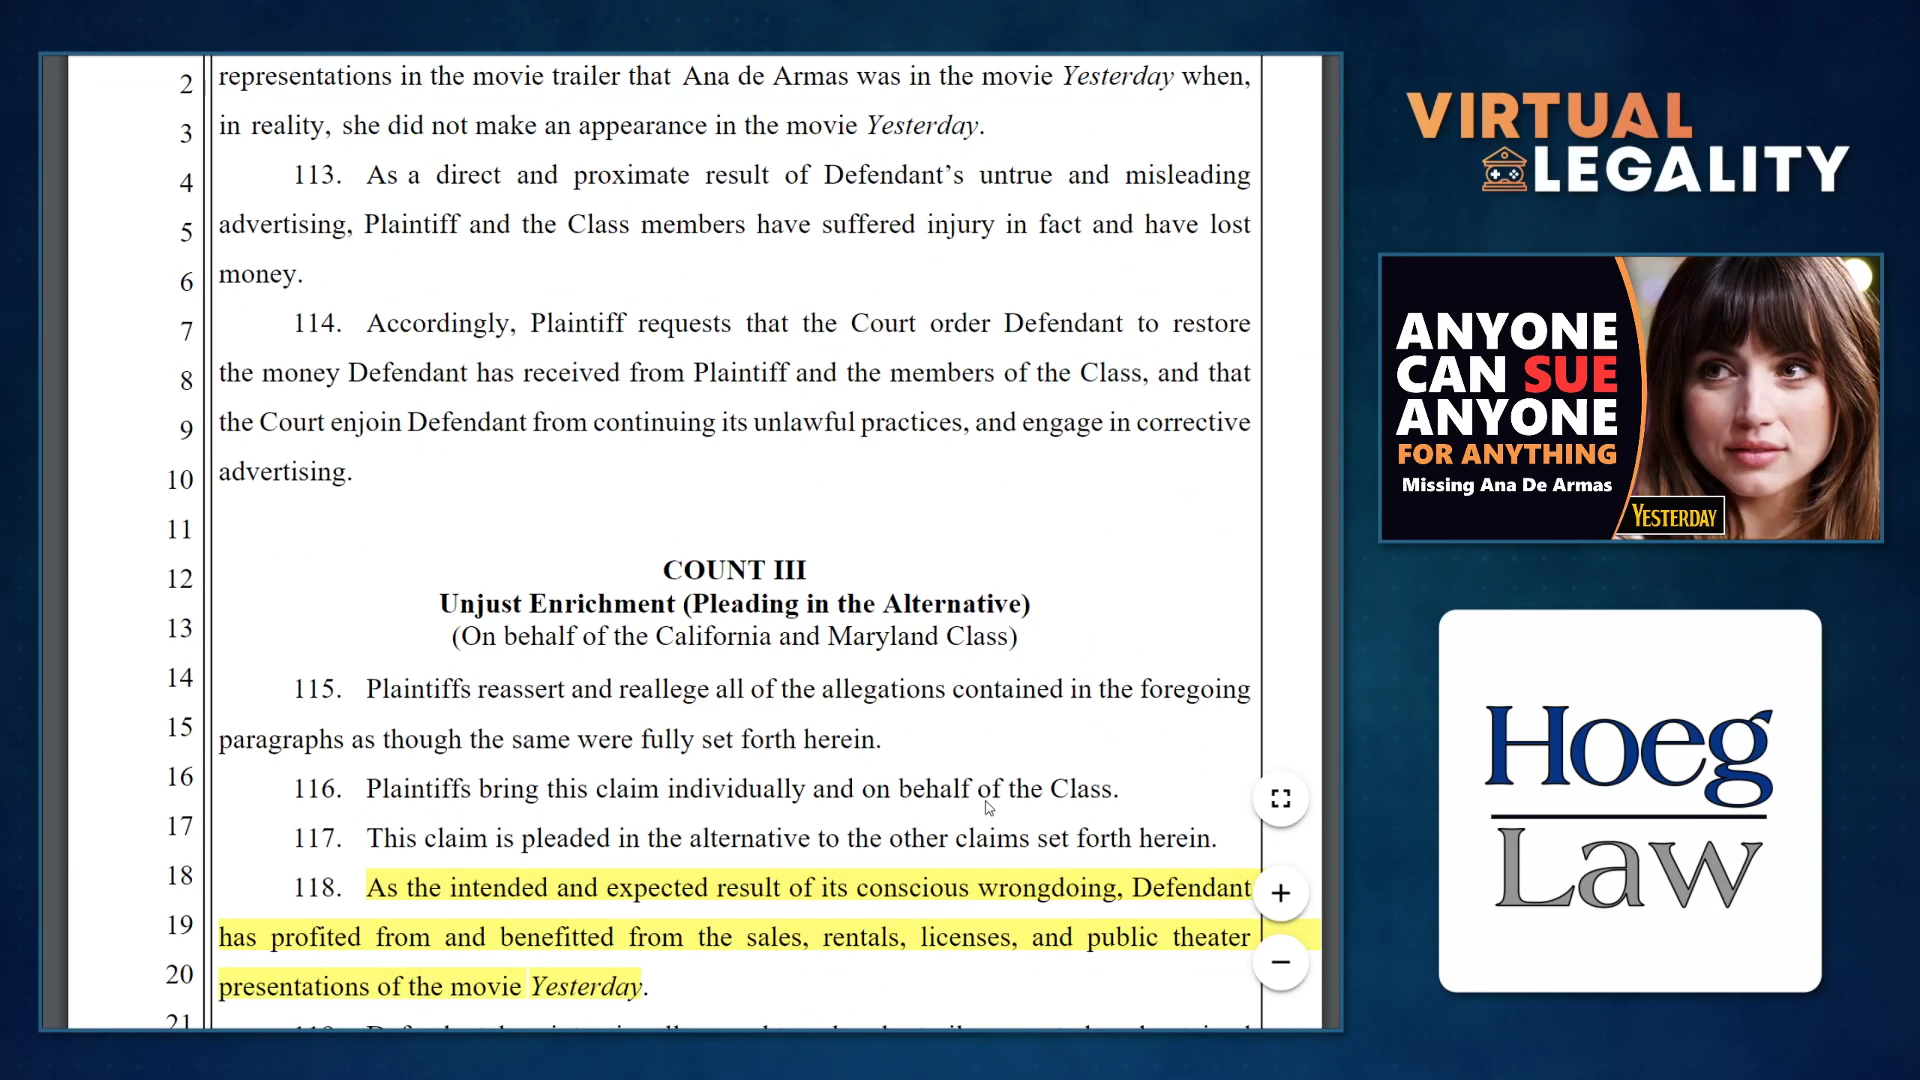 2 representations in the movie trailer that Ana de Armas was in the movie Yesterday when,
3 in reality, she did not make an appearance in the movie Yesterday.
4 113. As a direct and proximate result of Defendant’s untrue and misleading
5 advertising, Plaintiff and the Class members have suffered injury in fact and have lost
6 money.
7 114. Accordingly, Plaintiff requests that the Court order Defendant to restore
8 the money Defendant has received from Plaintiff and the members of the Class, and that
9 the Court enjoin Defendant from continuing its unlawful practices, and engage in corrective
10 advertising.
11
12 COUNT III
Unjust Enrichment (Pleading in the Alternative)
13 (On behalf of the California and Maryland Class)
14 115. Plaintiffs reassert and reallege all of the allegations contained in the foregoing
15 paragraphs as though the same were fully set forth herein.
16 116. Plaintiffs bring this claim individually and on behalf of the Class.
17 117. This claim is pleaded in the alternative to the other claims set forth herein.
18 118. As the intended and expected result of its conscious wrongdoing, Defendant
19 has profited from and benefitted from the sales, rentals, licenses, and public theater
20 presentations of the movie Yesterday.
21
VIRTUAL
LEGALITY
ANYONE
CAN SUE
ANYONE
FOR ANYTHING
Missing Ana De Armas
YESTERDAY
Hoeg
Law